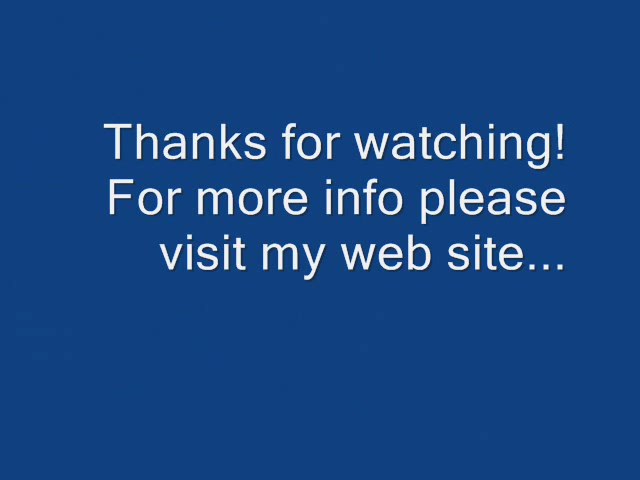 Thanks for watching!
For more info please
visit my web site...